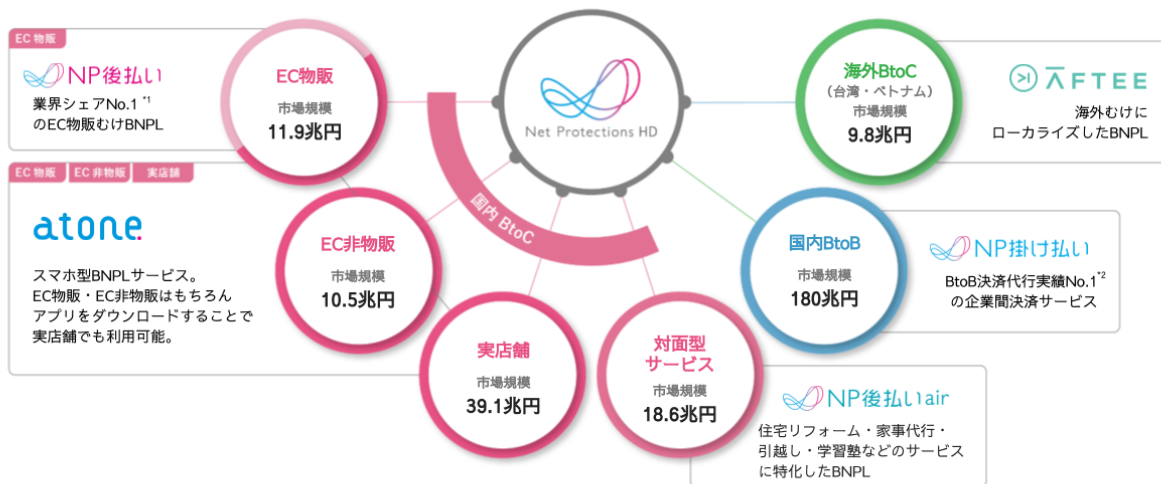 EC 物販
NP後払い
業界シェアNo.1 *1
のEC物販むけBNPL
EC物販
市場規模
11.9兆円
Net Protections HD
海外BtoC
（台湾・ベトナム）
市場規模
9.8兆円
AFTEE
海外むけに
ローカライズしたBNPL
EC 物販
EC 非物販
実店舗
atone
スマホ型BNPLサービス。
EC物販・EC非物販はもちろん
アプリをダウンロードすることで
実店舗でも利用可能。
国内 BtoC
EC非物販
市場規模
10.5兆円
国内BtoB
市場規模
180兆円
NP掛け払い
BtoB決済代行実績No.1*2
の企業間決済サービス
実店舗
市場規模
39.1兆円
対面型
サービス
市場規模
18.6兆円
NP後払いair
住宅リフォーム・家事代行・
引越し・学習塾などのサービス
に特化したBNPL